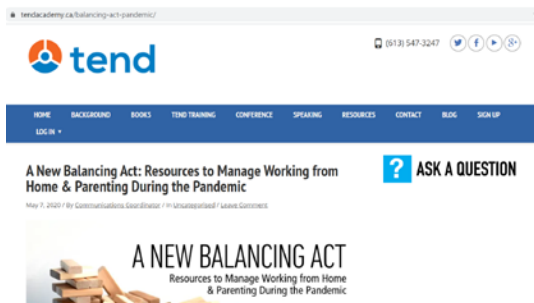 tendacademy.ca/balancing-act-pandemic/
tend
(613) 547-3247
HOME BACKGROUND BOOKS TEND TRAINING CONFERENCE SPEAKING RESOURCES CONTACT BLOG SIGN UP
LOG IN
A New Balancing Act: Resources to Manage Working from
Home & Parenting During the Pandemic
ASK A QUESTION
May 7, 2020 / By Communications Coordinator / In Uncategorised / Leave Comment
A NEW BALANCING ACT
Resources to Manage Working from Home
& Parenting During the Pandemic